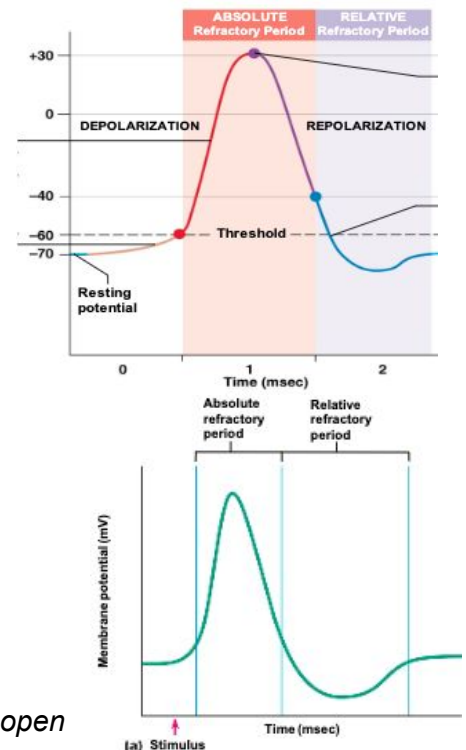 ABSOLUTE
Refractory Period
RELATIVE
Refractory Period
+30
0
DEPOLARIZATION
REPOLARIZATION
−40
−60
Threshold
−70
Resting
potential
0
1
2
Time (msec)
Absolute
refractory
period
Relative
refractory
period
Membrane potential (mV)
open
Time (msec)
(a) Stimulus